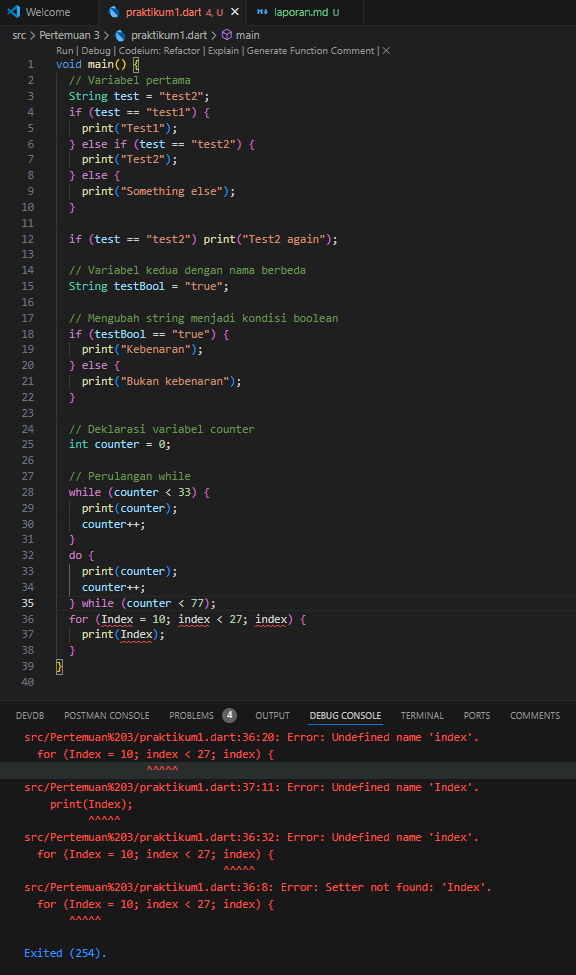 Welcome praktikum1.dart 4, U laporan.md U
src > Pertemuan 3 > praktikum1.dart > main
Run | Debug | Codeium: Refactor | Explain | Generate Function Comment | ×
1 void main() {
2 // Variabel pertama
3 String test = "test2";
4 if (test == "test1") {
5 print("Test1");
6 } else if (test == "test2") {
7 print("Test2");
8 } else {
9 print("Something else");
10 }
11
12 if (test == "test2") print("Test2 again");
13
14 // Variabel kedua dengan nama berbeda
15 String testBool = "true";
16
17 // Mengubah string menjadi kondisi boolean
18 if (testBool == "true") {
19 print("Kebenaran");
20 } else {
21 print("Bukan kebenaran");
22 }
23
24 // Deklarasi variabel counter
25 int counter = 0;
26
27 // Perulangan while
28 while (counter < 33) {
29 print(counter);
30 counter++;
31 }
32 do {
33 print(counter);
34 counter++;
35 } while (counter < 77);
36 for (Index = 10; index < 27; index) {
37 print(Index);
38 }
39 }
40
DEVDB POSTMAN CONSOLE PROBLEMS 4 OUTPUT DEBUG CONSOLE TERMINAL PORTS COMMENTS
src/Pertemuan%203/praktikum1.dart:36:20: Error: Undefined name 'index'.
for (Index = 10; index < 27; index) {
^^^^^
src/Pertemuan%203/praktikum1.dart:37:11: Error: Undefined name 'Index'.
print(Index);
^^^^^
src/Pertemuan%203/praktikum1.dart:36:32: Error: Undefined name 'index'.
for (Index = 10; index < 27; index) {
^^^^^
src/Pertemuan%203/praktikum1.dart:36:8: Error: Setter not found: 'Index'.
for (Index = 10; index < 27; index) {
^^^^^
Exited (254).